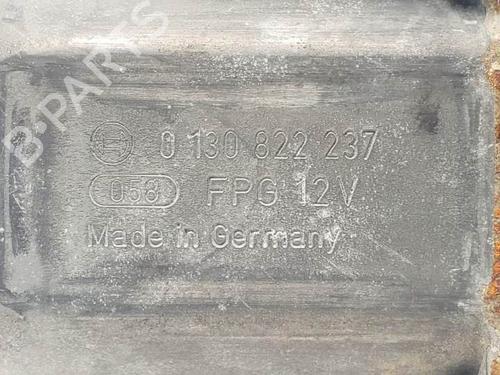 B-PARTS
0 130 822 237
058 FPG 12V
Made in Germany